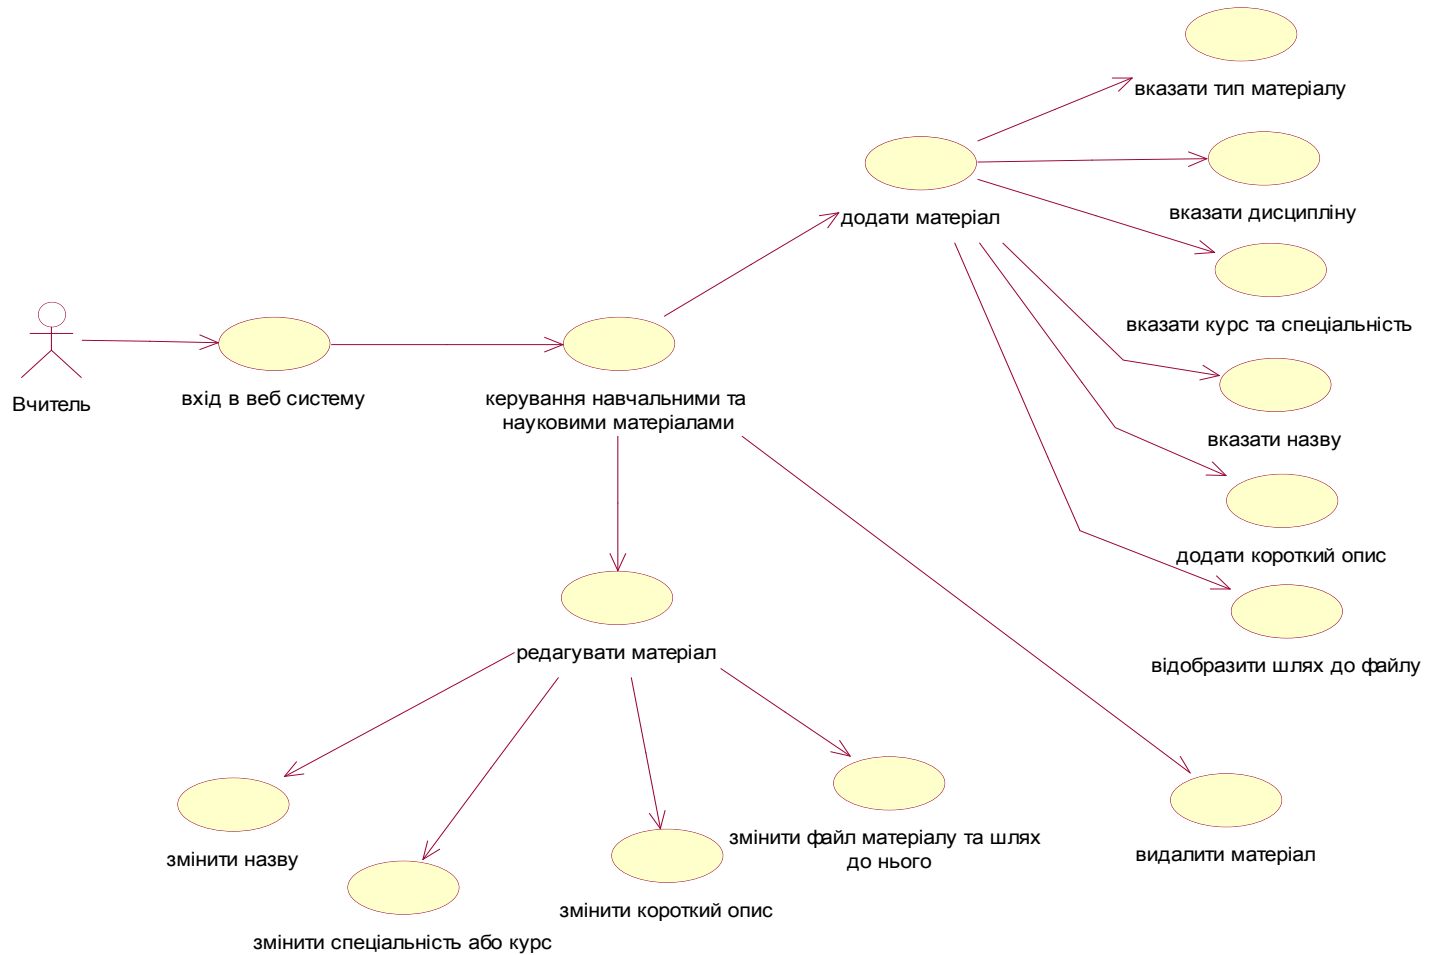 вказати тип матеріалу
вказати дисципліну
додати матеріал
вказати курс та спеціальність
Вчитель
вхід в веб систему
керування навчальними та
науковими матеріалами
вказати назву
додати короткий опис
відобразити шлях до файлу
редагувати матеріал
змінити назву
змінити спеціальність або курс
змінити короткий опис
змінити файл матеріалу та шлях
до нього
видалити матеріал